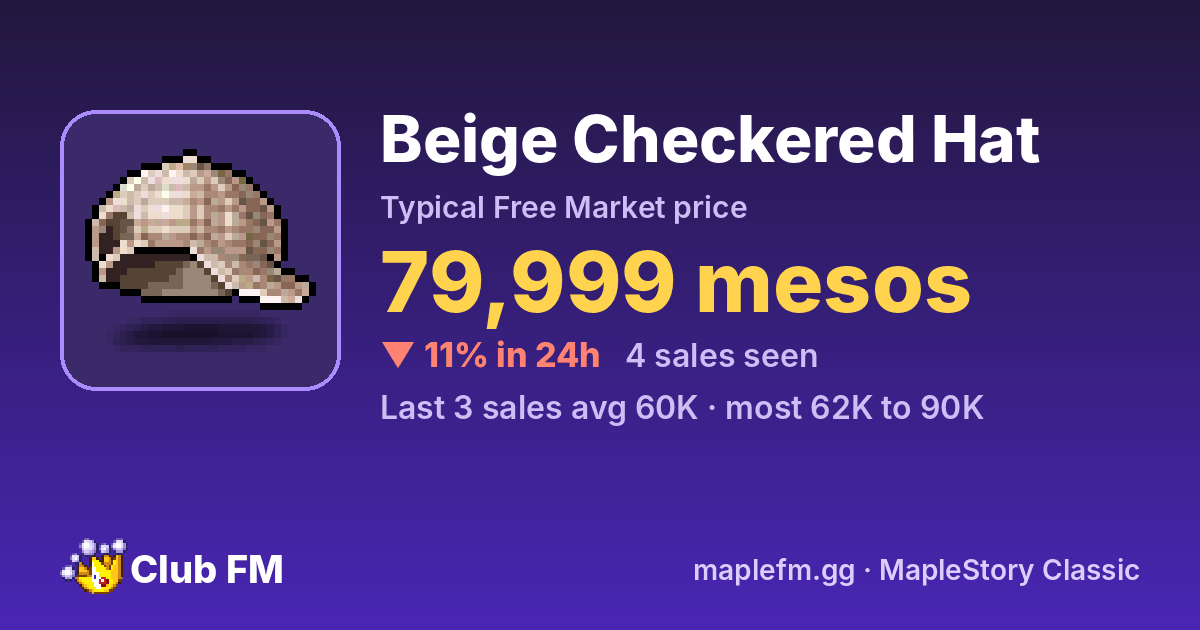 Beige Checkered Hat
Typical Free Market price
79,999 mesos
▼ 11% in 24h 4 sales seen
Last 3 sales avg 60K · most 62K to 90K
Club FM
maplefm.gg · MapleStory Classic